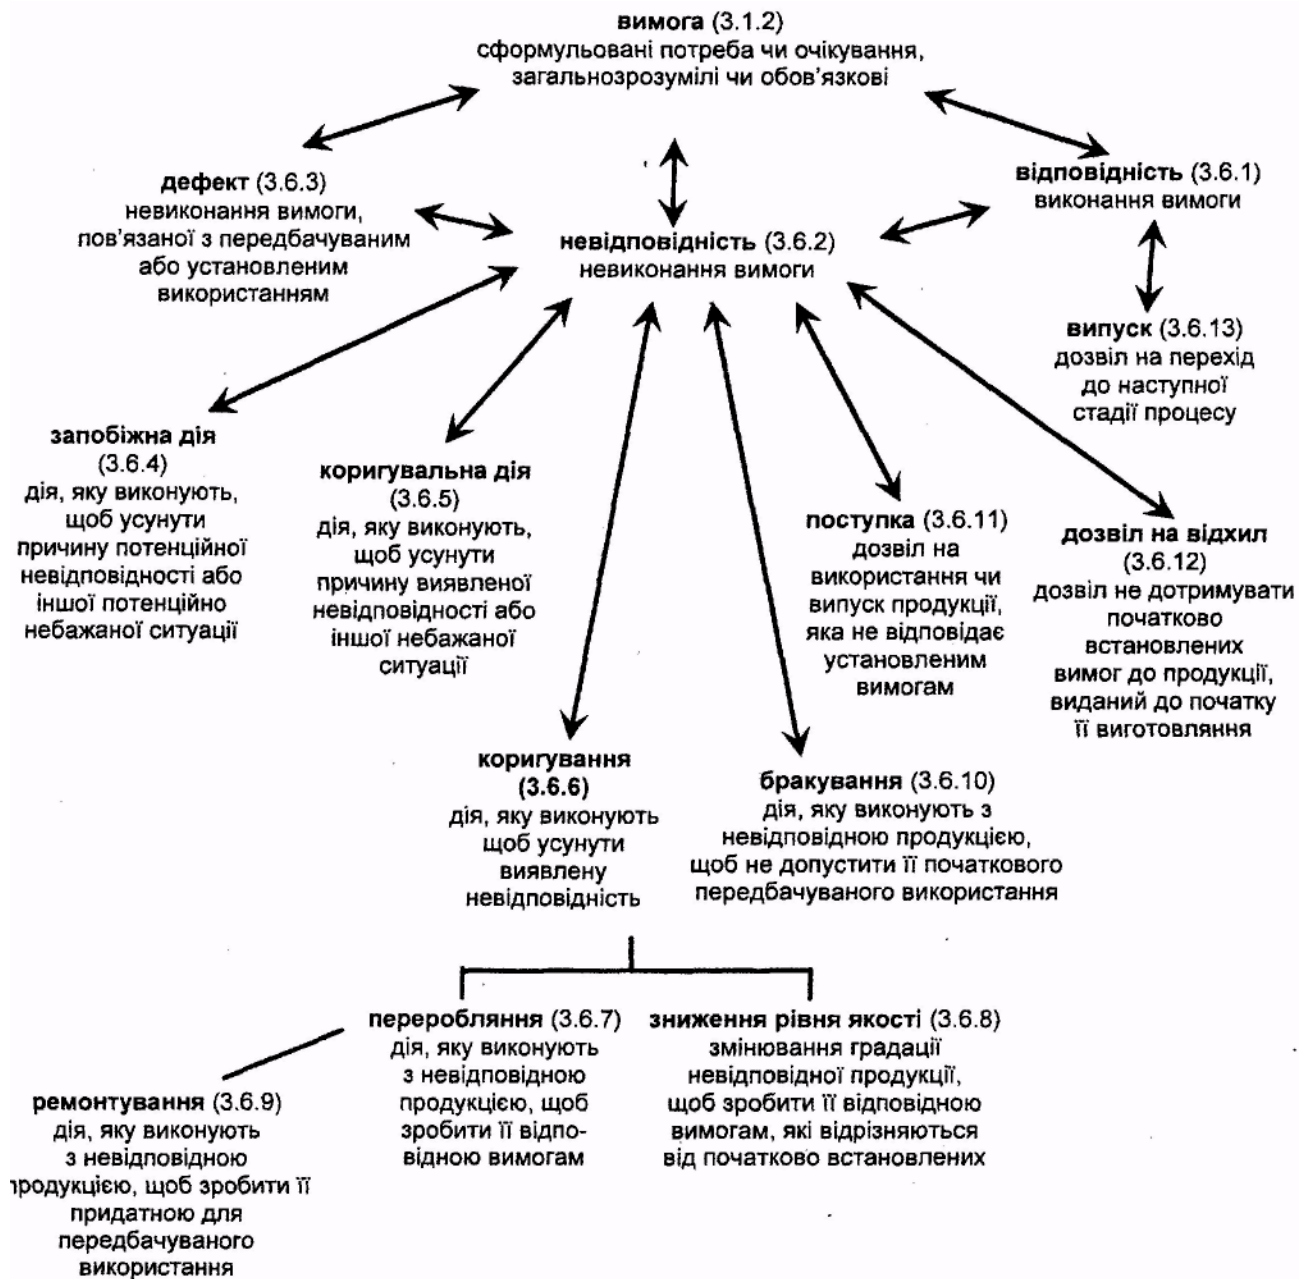 вимога (3.1.2)
сформульовані потреба чи очікування,
загальнозрозумілі чи обов'язкові
дефект (3.6.3)
невиконання вимоги,
пов'язаної з передбачуваним
або установленим
використанням
невідповідність (3.6.2)
невиконання вимоги
відповідність (3.6.1)
виконання вимоги
випуск (3.6.13)
дозвіл на перехід
до наступної
стадії процесу
запобіжна дія
(3.6.4)
дія, яку виконують,
щоб усунути
причину потенційної
невідповідності або
іншої потенційно
небажаної ситуації
коригувальна дія
(3.6.5)
дія, яку виконують,
щоб усунути
причину виявленої
невідповідності або
іншої небажаної
ситуації
поступка (3.6.11)
дозвіл на
використання чи
випуск продукції,
яка не відповідає
установленим
вимогам
дозвіл на відхил
(3.6.12)
дозвіл не дотримувати
початково
встановлених
вимог до продукції,
виданий до початку
її виготовляння
коригування
(3.6.6)
дія, яку виконують
щоб усунути
виявлену
невідповідність
бракування (3.6.10)
дія, яку виконують з
невідповідною продукцією,
щоб не допустити її початкового
передбачуваного використання
переробляння (3.6.7)
дія, яку виконують
з невідповідною
продукцією, щоб
зробити її відпо-
відною вимогам
зниження рівня якості (3.6.8)
змінювання градації
невідповідної продукції,
щоб зробити її відповідною
вимогам, які відрізняються
від початково встановлених
ремонтування (3.6.9)
дія, яку виконують
з невідповідною
продукцією, щоб зробити її
придатною для
передбачуваного
використання